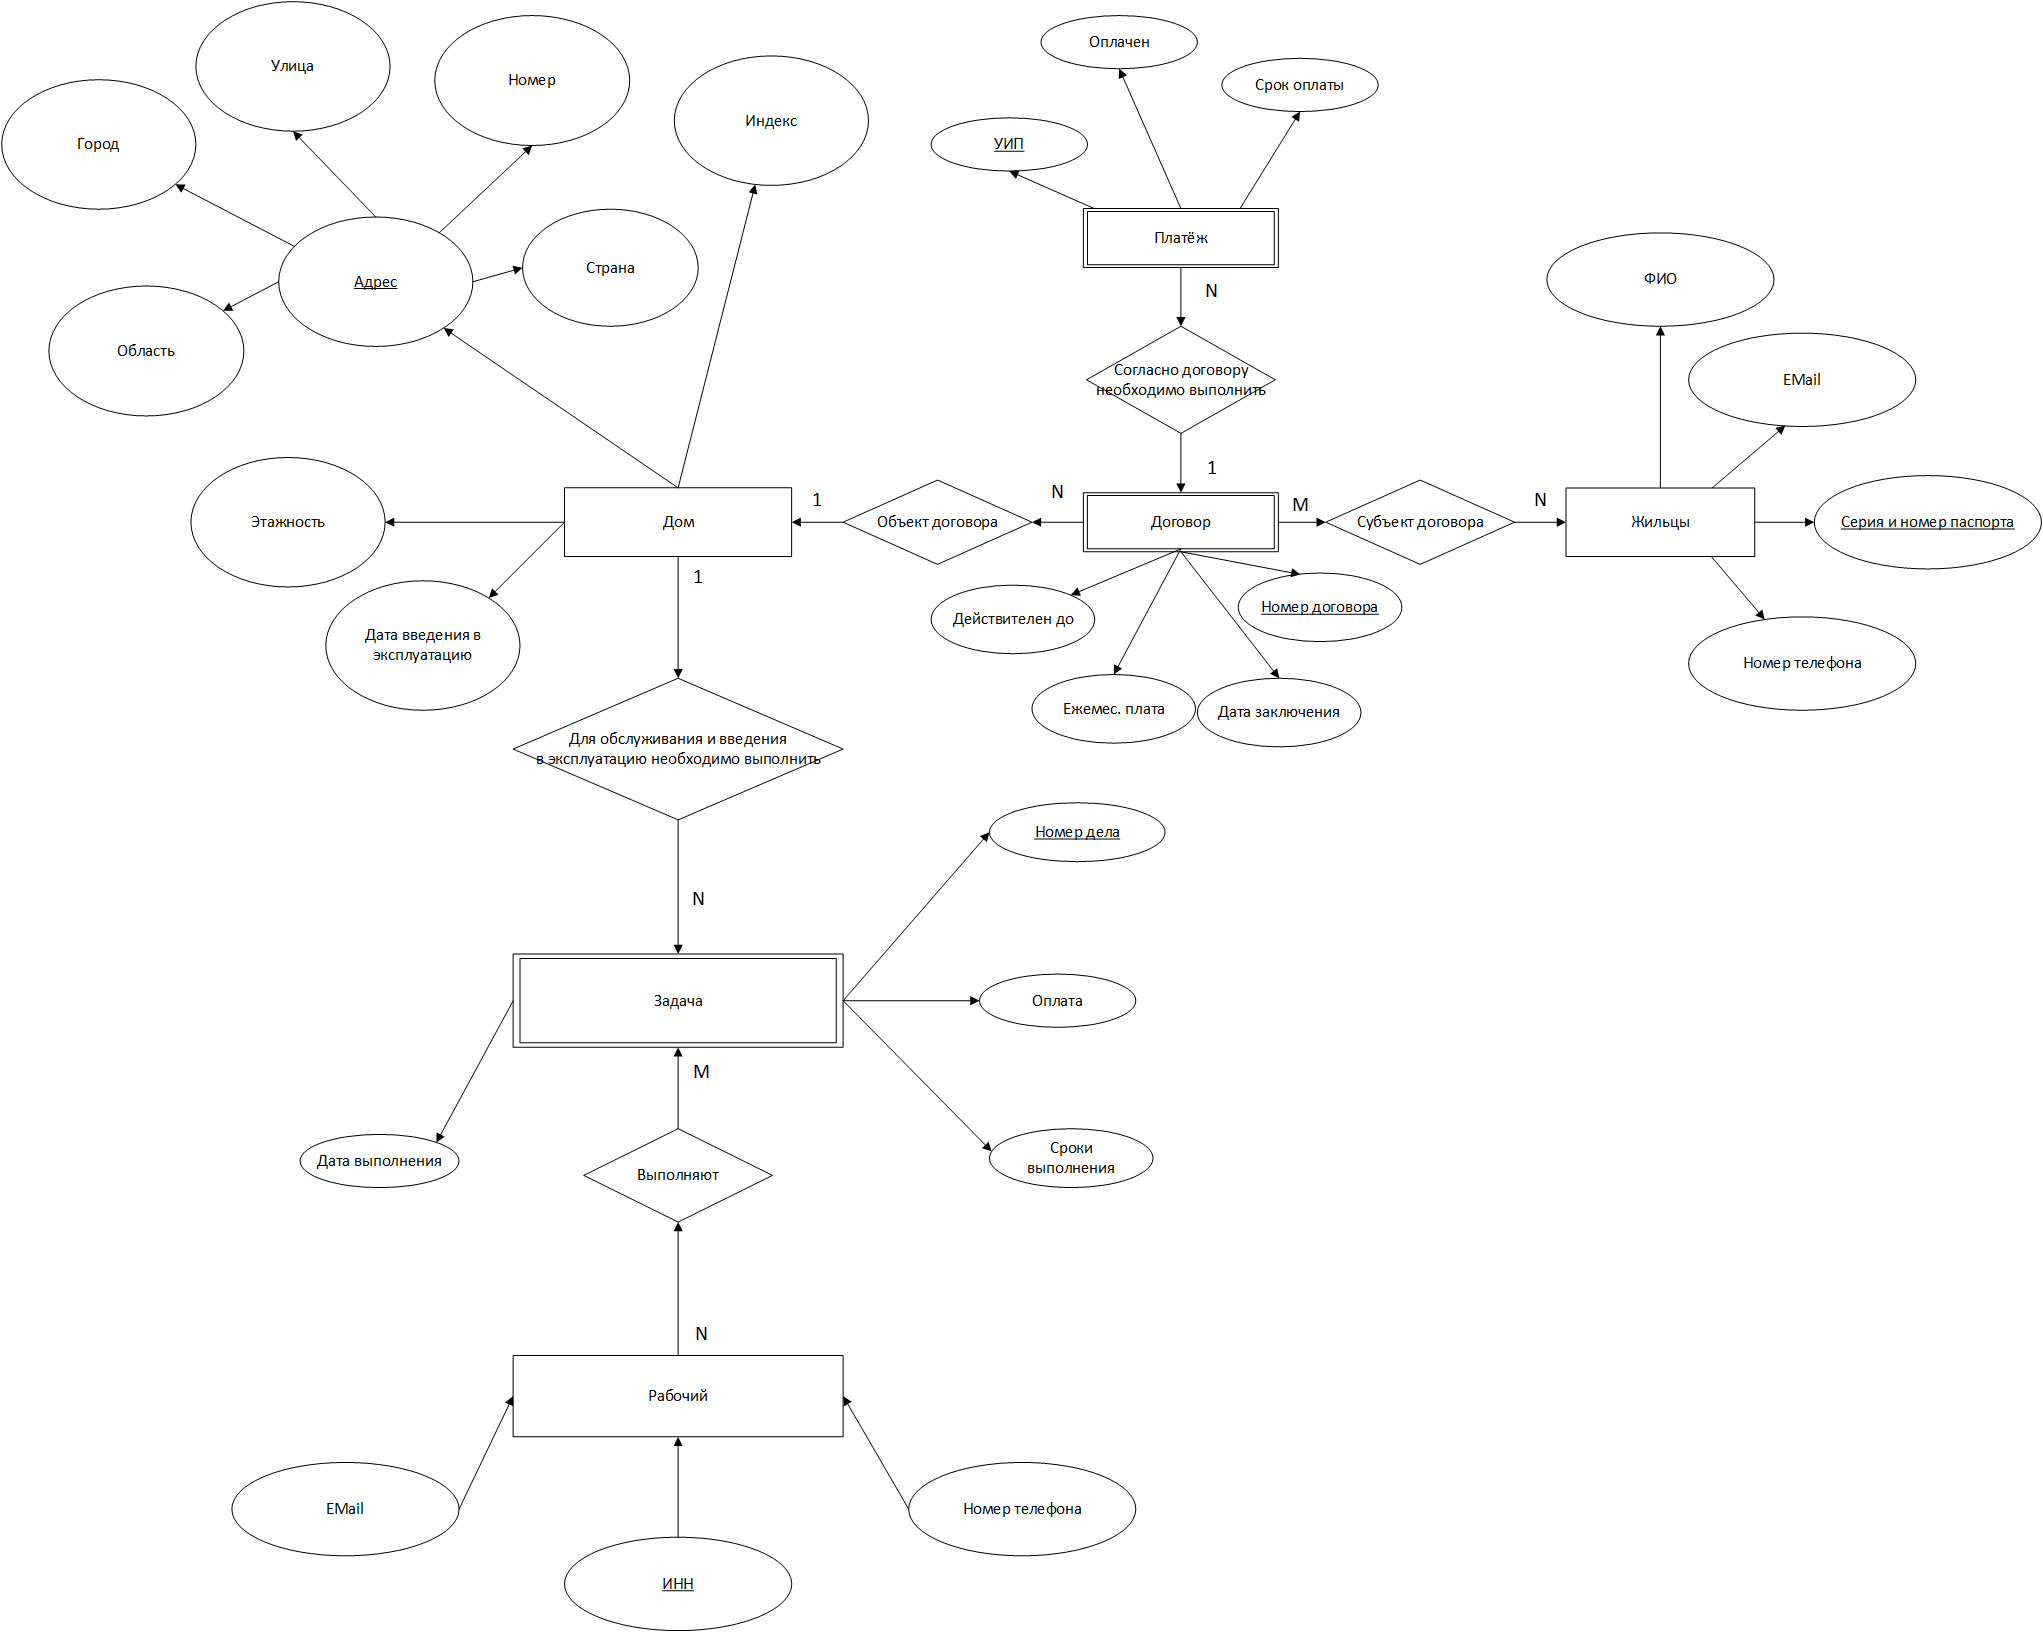 Оплачен
Улица
Номер
Срок оплаты
Индекс
Город
УИП
Платёж
Страна
ФИО
Адрес
N
Область
Согласно договору
необходимо выполнить
EMail
1
N
1
M
N
Этажность
Дом
Объект договора
Договор
Субъект договора
Жильцы
Серия и номер паспорта
1
Номер договора
Действителен до
Дата введения в
эксплуатацию
Номер телефона
Ежемес. плата
Дата заключения
Для обслуживания и введения
в эксплуатацию необходимо выполнить
Номер дела
N
Задача
Оплата
M
Сроки
выполнения
Дата выполнения
Выполняют
N
Рабочий
EMail
Номер телефона
ИНН